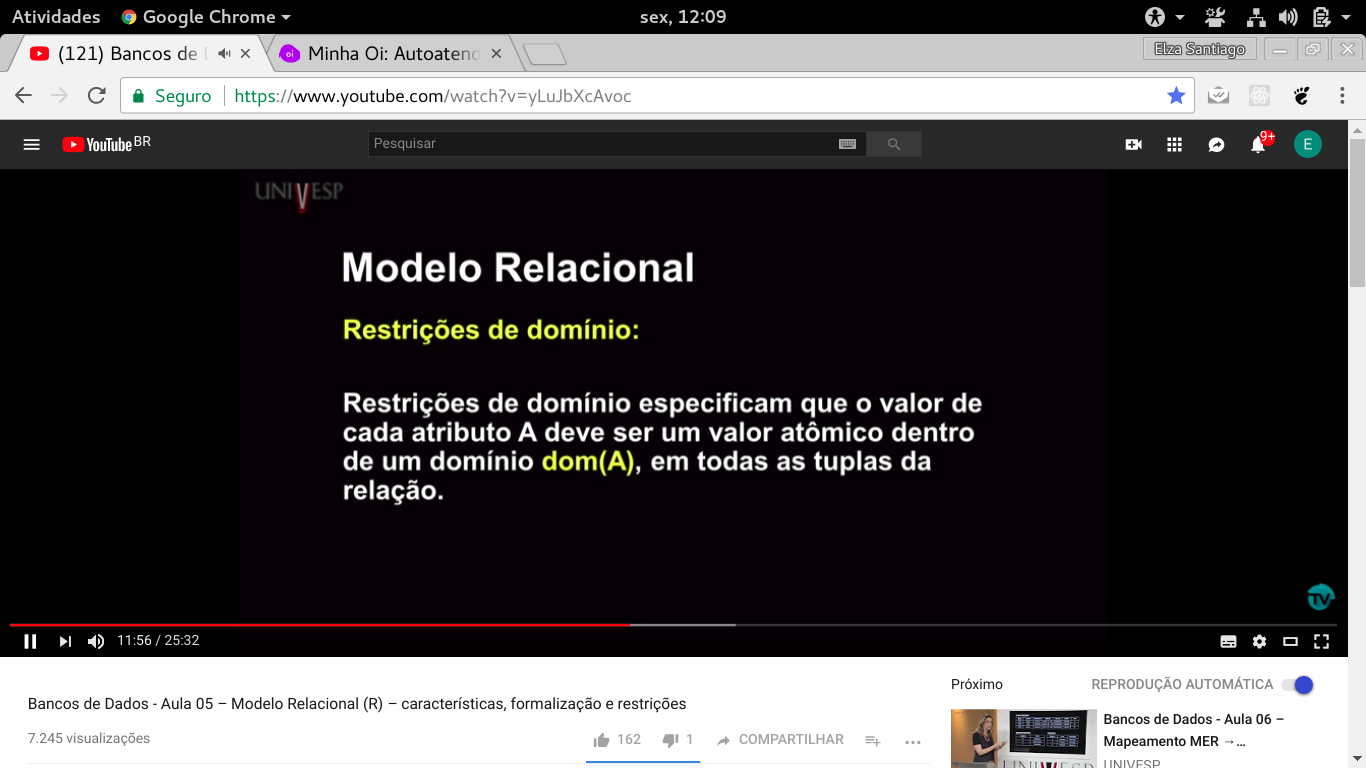 Atividades Google Chrome sex, 12:09
(121) Bancos de Minha Oi: Autoatend Elza Santiago
Seguro https://www.youtube.com/watch?v=yLuJbXcAvoc
YouTube BR Pesquisar 9+ E
UNIVESP
Modelo Relacional
Restrições de domínio:
Restrições de domínio especificam que o valor de
cada atributo A deve ser um valor atômico dentro
de um domínio dom(A), em todas as tuplas da
relação.
TV
11:56 / 25:32
Próximo REPRODUÇÃO AUTOMÁTICA
Bancos de Dados - Aula 05 – Modelo Relacional (R) – características, formalização e restrições
7.245 visualizações 162 1 COMPARTILHAR
Bancos de Dados - Aula 06 –
Mapeamento MER →…
UNIVESP
UNIVESP